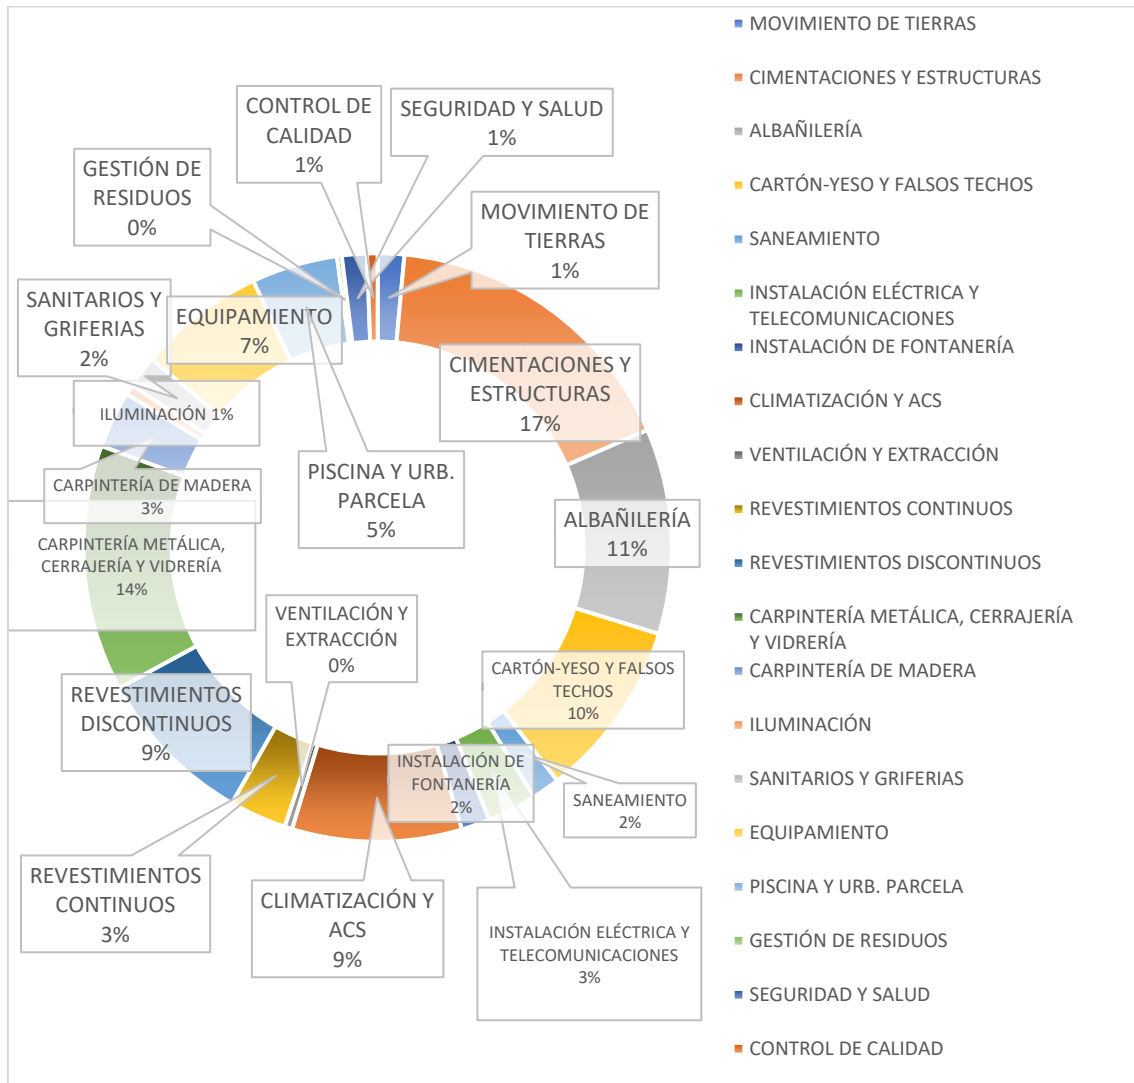 CONTROL DE
CALIDAD
1%
SEGURIDAD Y SALUD
1%
GESTIÓN DE
RESIDUOS
0%
MOVIMIENTO DE
TIERRAS
1%
SANITARIOS Y
GRIFERIAS
2%
EQUIPAMIENTO
7%
CIMENTACIONES Y
ESTRUCTURAS
17%
ILUMINACIÓN 1%
CARPINTERÍA DE MADERA
3%
PISCINA Y URB.
PARCELA
5%
ALBAÑILERÍA
11%
CARPINTERÍA METÁLICA,
CERRAJERÍA Y VIDRERÍA
14%
VENTILACIÓN Y
EXTRACCIÓN
0%
CARTÓN-YESO Y FALSOS
TECHOS
10%
REVESTIMIENTOS
DISCONTINUOS
9%
INSTALACIÓN DE
FONTANERÍA
2%
SANEAMIENTO
2%
REVESTIMIENTOS
CONTINUOS
3%
CLIMATIZACIÓN Y
ACS
9%
INSTALACIÓN ELÉCTRICA Y
TELECOMUNICACIONES
3%
MOVIMIENTO DE TIERRAS
CIMENTACIONES Y ESTRUCTURAS
ALBAÑILERÍA
CARTÓN-YESO Y FALSOS TECHOS
SANEAMIENTO
INSTALACIÓN ELÉCTRICA Y
TELECOMUNICACIONES
INSTALACIÓN DE FONTANERÍA
CLIMATIZACIÓN Y ACS
VENTILACIÓN Y EXTRACCIÓN
REVESTIMIENTOS CONTINUOS
REVESTIMIENTOS DISCONTINUOS
CARPINTERÍA METÁLICA, CERRAJERÍA
Y VIDRERÍA
CARPINTERÍA DE MADERA
ILUMINACIÓN
SANITARIOS Y GRIFERIAS
EQUIPAMIENTO
PISCINA Y URB. PARCELA
GESTIÓN DE RESIDUOS
SEGURIDAD Y SALUD
CONTROL DE CALIDAD